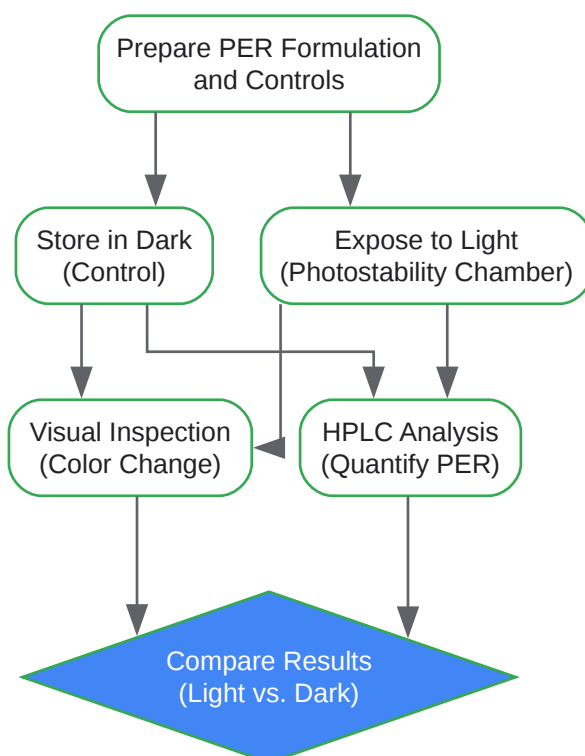 Prepare PER Formulation
and Controls
Store in Dark
(Control)
Expose to Light
(Photostability Chamber)
Visual Inspection
(Color Change)
HPLC Analysis
(Quantify PER)
Compare Results
(Light vs. Dark)